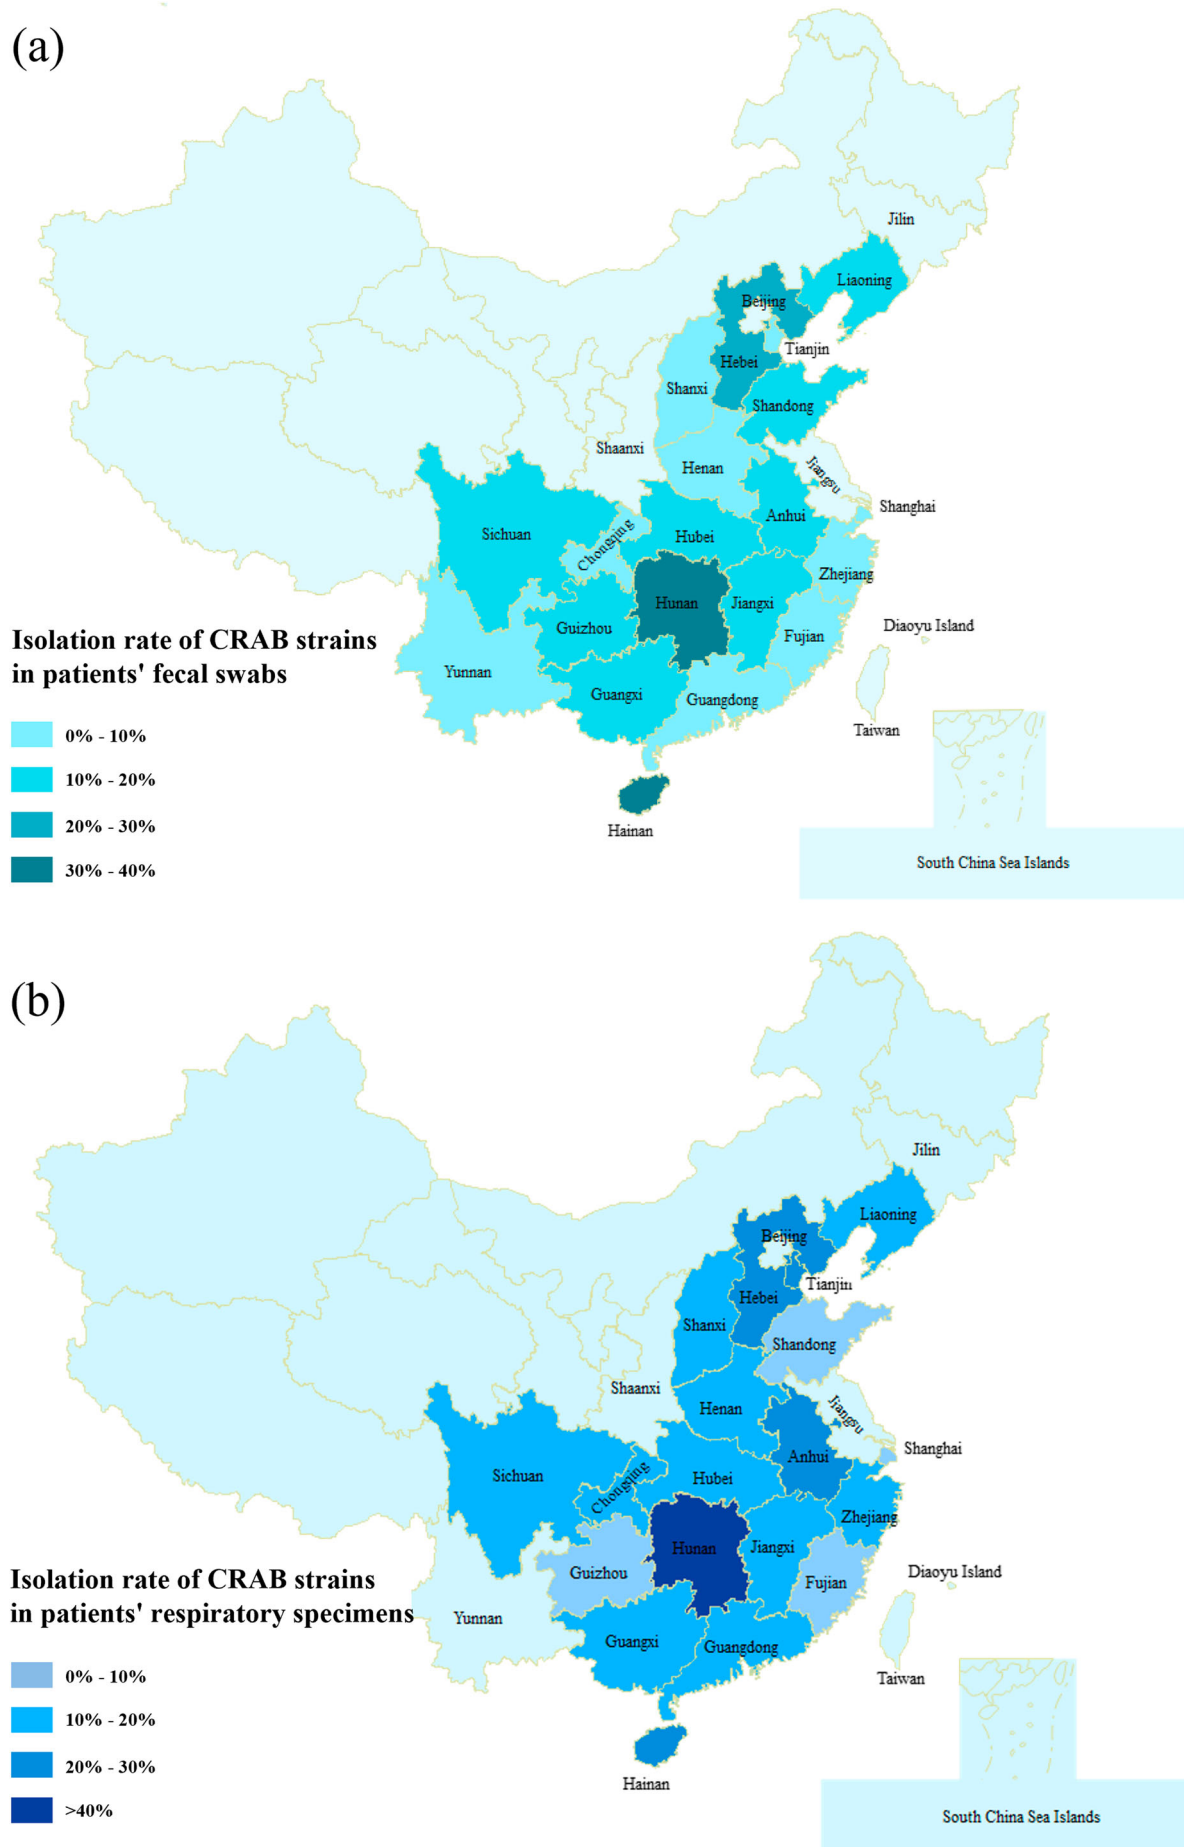 (a)
Jilin
Liaoning
Beijing
Tianjin
Hebei
Shanxi
Shandong
Shaanxi
Henan
Jiangsu
Shanghai
Anhui
Sichuan
Chongqing
Hubei
Zhejiang
Hunan
Jiangxi
Guizhou
Fujian
Diaoyu Island
Isolation rate of CRAB strains
in patients' fecal swabs
Yunnan
Guangxi
Guangdong
Taiwan
0% - 10%
10% - 20%
20% - 30%
30% - 40%
Hainan
South China Sea Islands
(b)
Jilin
Liaoning
Beijing
Tianjin
Hebei
Shanxi
Shandong
Shaanxi
Henan
Jiangsu
Shanghai
Anhui
Sichuan
Chongqing
Hubei
Zhejiang
Hunan
Jiangxi
Guizhou
Fujian
Diaoyu Island
Isolation rate of CRAB strains
in patients' respiratory specimens
Yunnan
Guangxi
Guangdong
Taiwan
0% - 10%
10% - 20%
20% - 30%
>40%
Hainan
South China Sea Islands